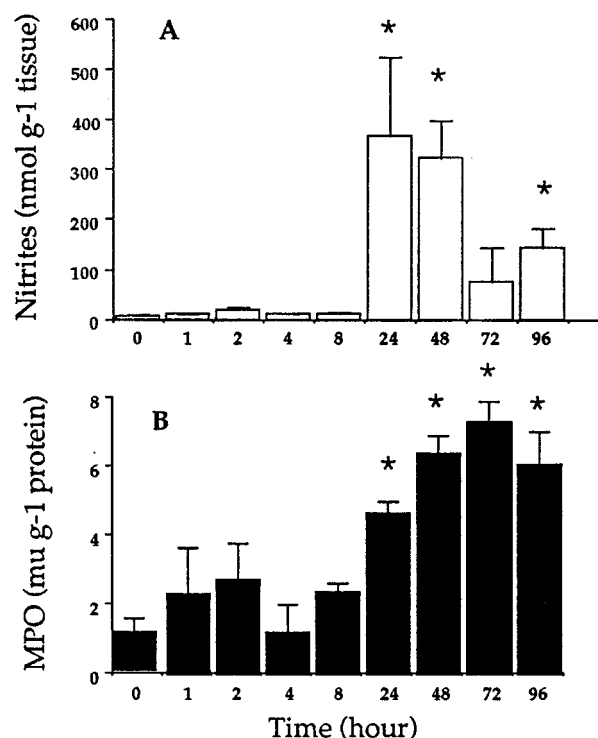 A
Nitrites (nmol g-1 tissue)
600
500
400
300
200
100
0
* * *
0 1 2 4 8 24 48 72 96
B
MPO (mu g-1 protein)
8
6
4
2
0
* * * *
0 1 2 4 8 24 48 72 96
Time (hour)